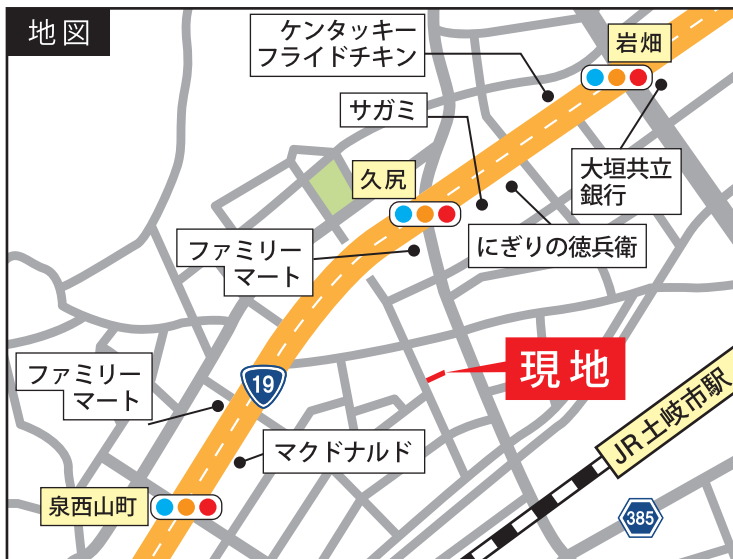 地図
ケンタッキー
フライドチキン
岩畑
サガミ
大垣共立
銀行
久尻
にぎりの徳兵衛
ファミリー
マート
現地
ファミリー
マート
19
マクドナルド
JR土岐市駅
泉西山町
385